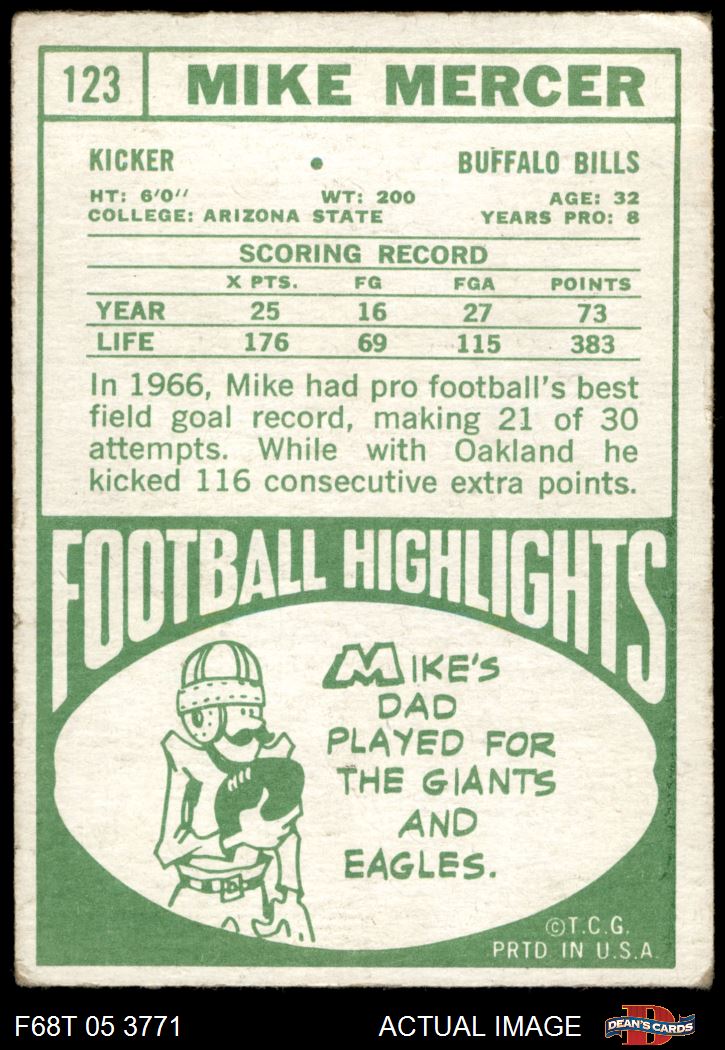 123 MIKE MERCER
KICKER • BUFFALO BILLS
HT: 6'0" WT: 200 AGE: 32
COLLEGE: ARIZONA STATE YEARS PRO: 8
SCORING RECORD
X PTS. FG FGA POINTS
YEAR 25 16 27 73
LIFE 176 69 115 383
In 1966, Mike had pro football's best
field goal record, making 21 of 30
attempts. While with Oakland he
kicked 116 consecutive extra points.
FOOTBALL HIGHLIGHTS
MIKE'S
DAD
PLAYED FOR
THE GIANTS
AND
EAGLES.
©T.C.G.
PRTD IN U.S.A.
F68T 05 3771 ACTUAL IMAGE D DEAN'S CARDS